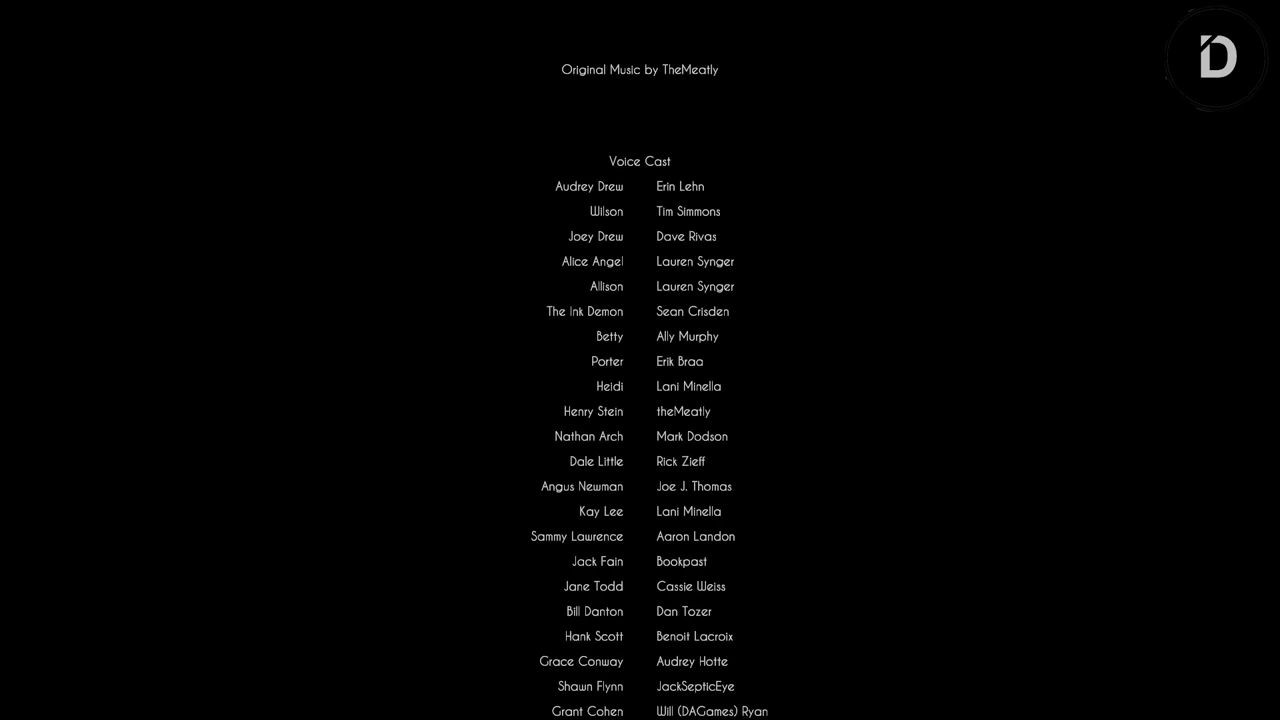 D
Original Music by TheMeatly
Voice Cast
Audrey Drew Erin Lehn
Wilson Tim Simmons
Joey Drew Dave Rivas
Alice Angel Lauren Synger
Allison Lauren Synger
The Ink Demon Sean Crisden
Betty Ally Murphy
Porter Erik Braa
Heidi Lani Minella
Henry Stein theMeatly
Nathan Arch Mark Dodson
Dale Little Rick Zieff
Angus Newman Joe J. Thomas
Kay Lee Lani Minella
Sammy Lawrence Aaron Landon
Jack Fain Bookpast
Jane Todd Cassie Weiss
Bill Danton Dan Tozer
Hank Scott Benoit Lacroix
Grace Conway Audrey Hotte
Shawn Flynn JackSepticEye
Grant Cohen Will (DAGames) Ryan